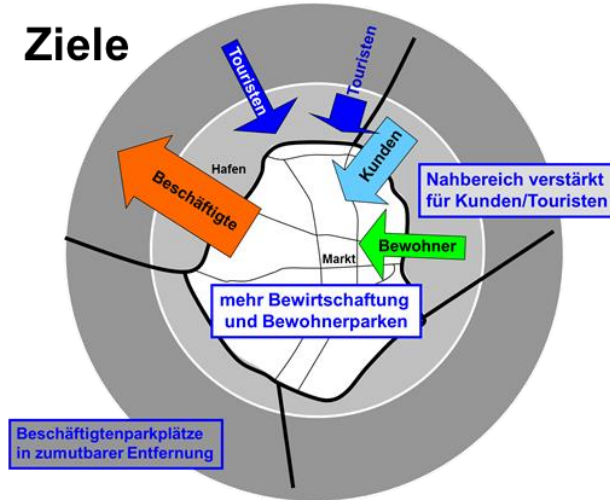 Ziele
Touristen
Touristen
Kunden
Hafen
Beschäftigte
Nahbereich verstärkt
für Kunden/Touristen
Bewohner
Markt
mehr Bewirtschaftung
und Bewohnerparken
Beschäftigtenparkplätze
in zumutbarer Entfernung